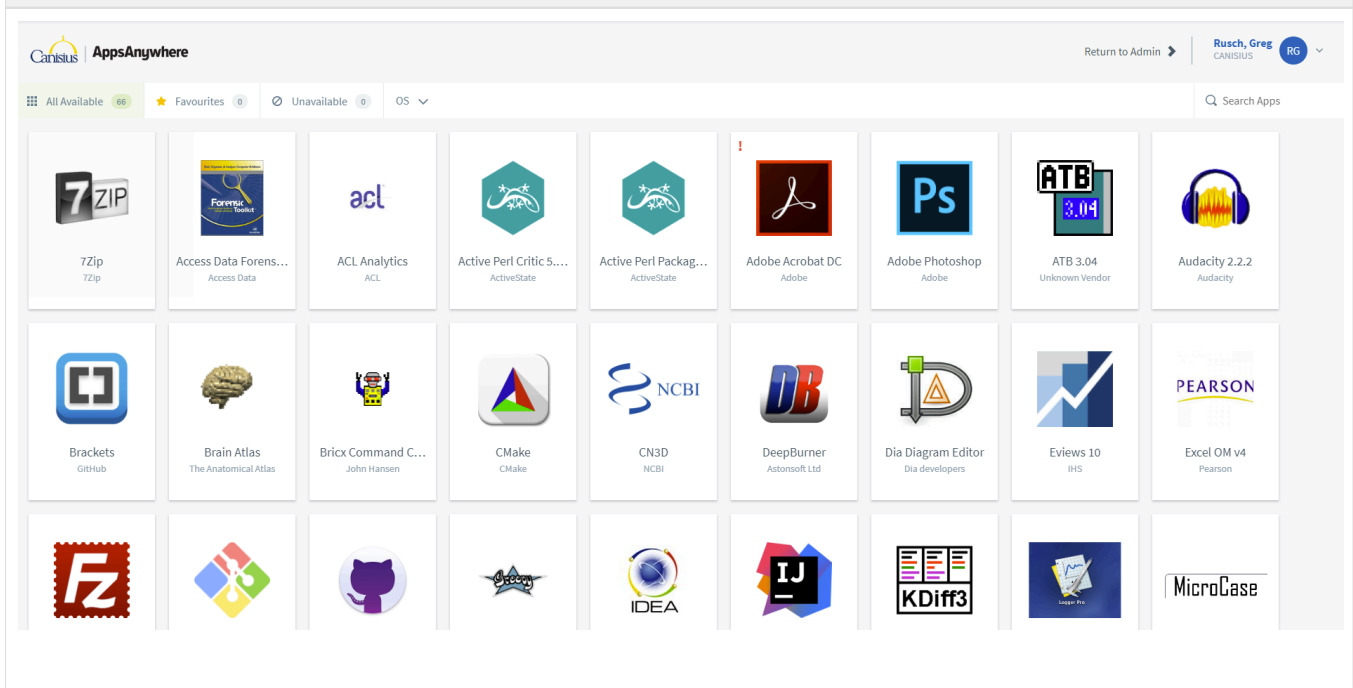 Canisius AppsAnywhere
Return to Admin
Rusch, Greg
CANISIUS
RG
All Available 66
Favourites 0
Unavailable 0
OS
Search Apps
7 ZIP
Forensic
Toolkit
acl
!
Ps
ATB
3.04
7Zip
Access Data Forens...
ACL Analytics
Active Perl Critic 5....
Active Perl Packag...
Adobe Acrobat DC
Adobe Photoshop
ATB 3.04
Audacity 2.2.2
7Zip
Access Data
ACL
ActiveState
ActiveState
Adobe
Adobe
Unknown Vendor
Audacity
NCBI
DB
PEARSON
Brackets
Brain Atlas
Bricx Command C...
CMake
CN3D
DeepBurner
Dia Diagram Editor
Eviews 10
Excel OM v4
GitHub
The Anatomical Atlas
John Hansen
CMake
NCBI
Astonsoft Ltd
Dia developers
IHS
Pearson
Fz
Groovy
IDEA
IJ
KDiff3
Logger Pro
MicroCase